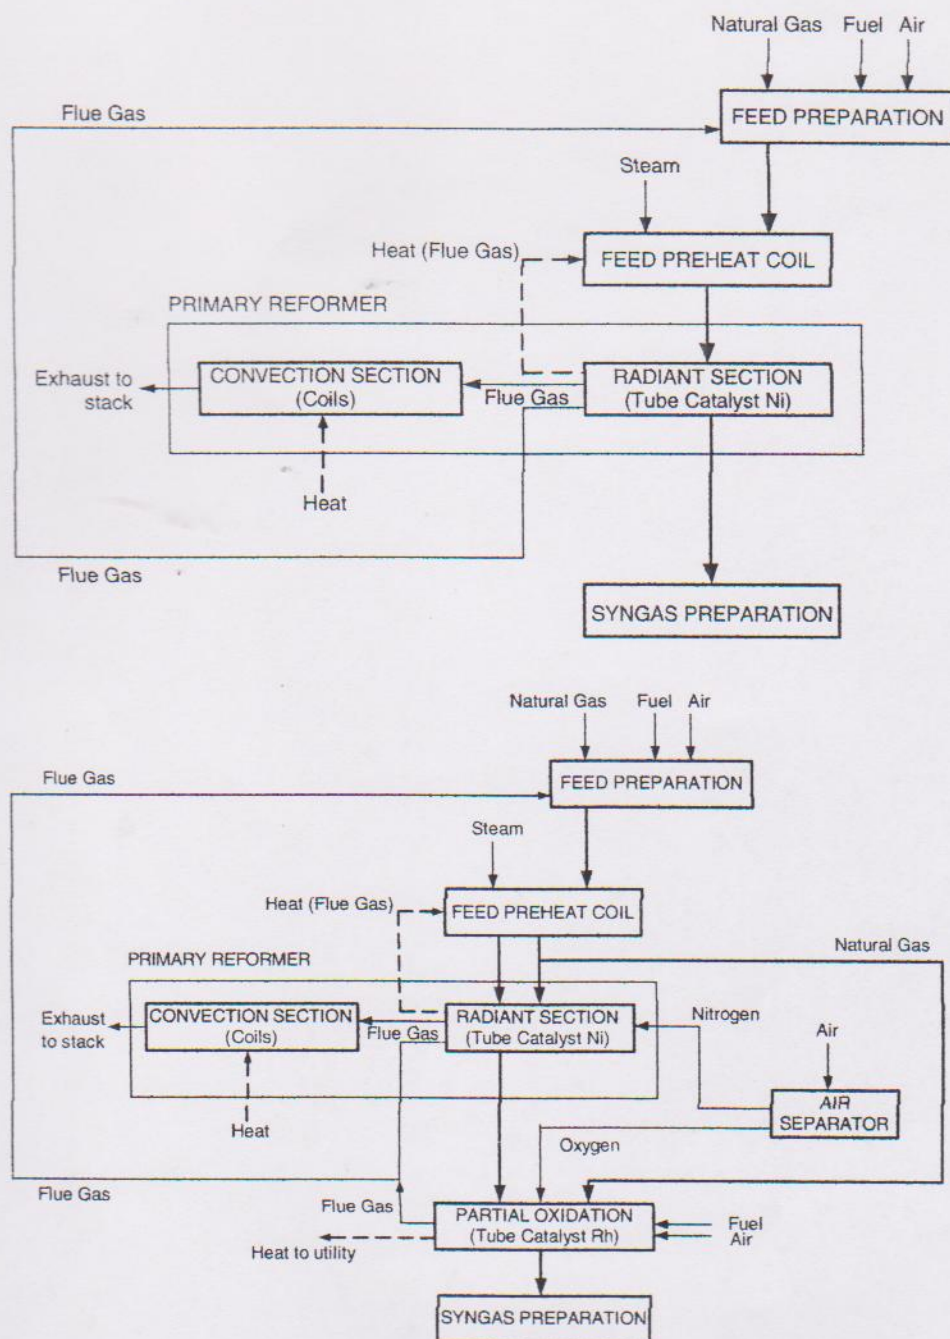 Natural Gas Fuel Air
Flue Gas
FEED PREPARATION
Steam
Heat (Flue Gas)
FEED PREHEAT COIL
PRIMARY REFORMER
Exhaust to
stack
CONVECTION SECTION
(Coils)
Flue Gas
RADIANT SECTION
(Tube Catalyst Ni)
Heat
Flue Gas
SYNGAS PREPARATION
Natural Gas Fuel Air
Flue Gas
FEED PREPARATION
Steam
Heat (Flue Gas)
FEED PREHEAT COIL
Natural Gas
PRIMARY REFORMER
Exhaust
to stack
CONVECTION SECTION
(Coils)
Flue Gas
RADIANT SECTION
(Tube Catalyst Ni)
Nitrogen
Air
AIR
SEPARATOR
Heat
Oxygen
Flue Gas
Flue Gas
PARTIAL OXIDATION
(Tube Catalyst Rh)
Fuel
Air
Heat to utility
SYNGAS PREPARATION